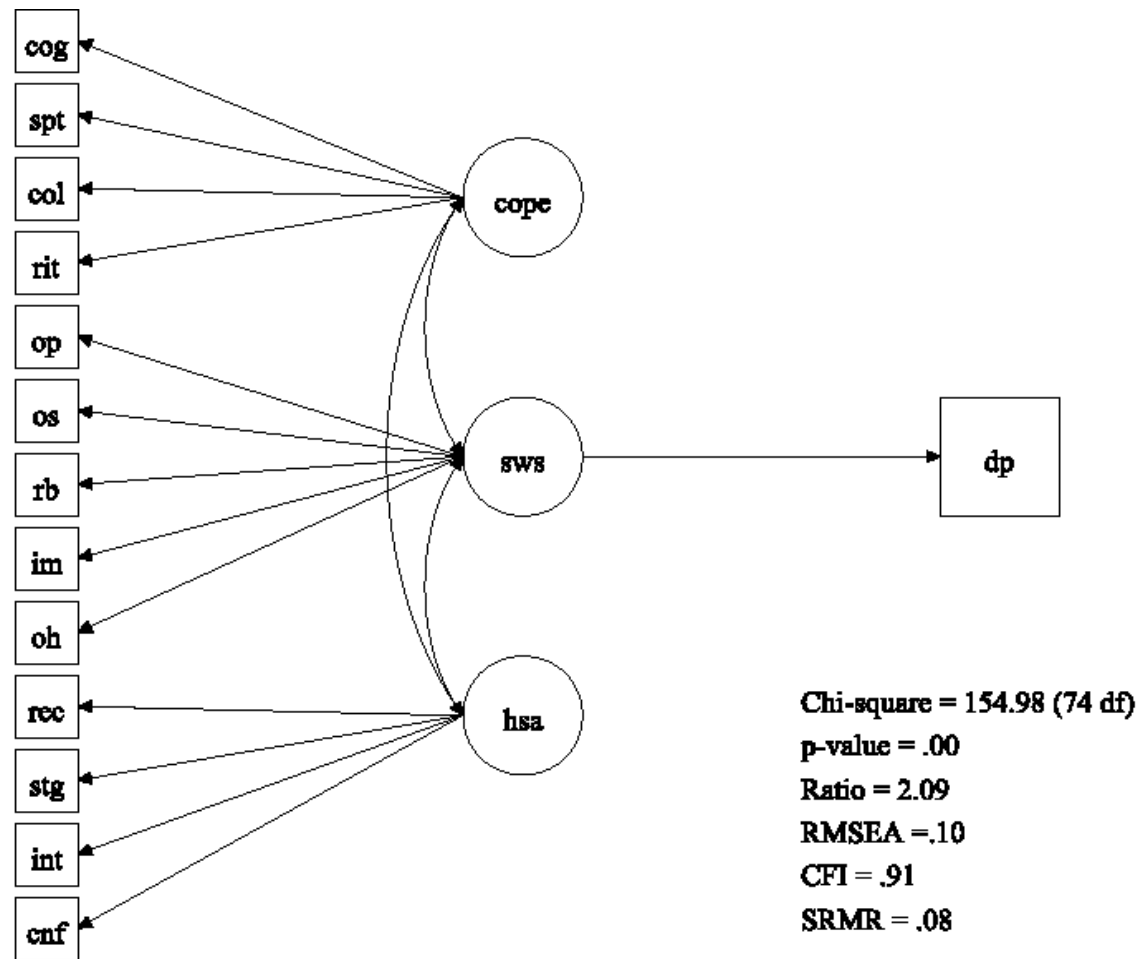 cog
spt
col
rit
op
os
rb
im
oh
rec
stg
int
cnf
cope
sws
hsa
dp
Chi-square = 154.98 (74 df)
p-value = .00
Ratio = 2.09
RMSEA =.10
CFI = .91
SRMR = .08